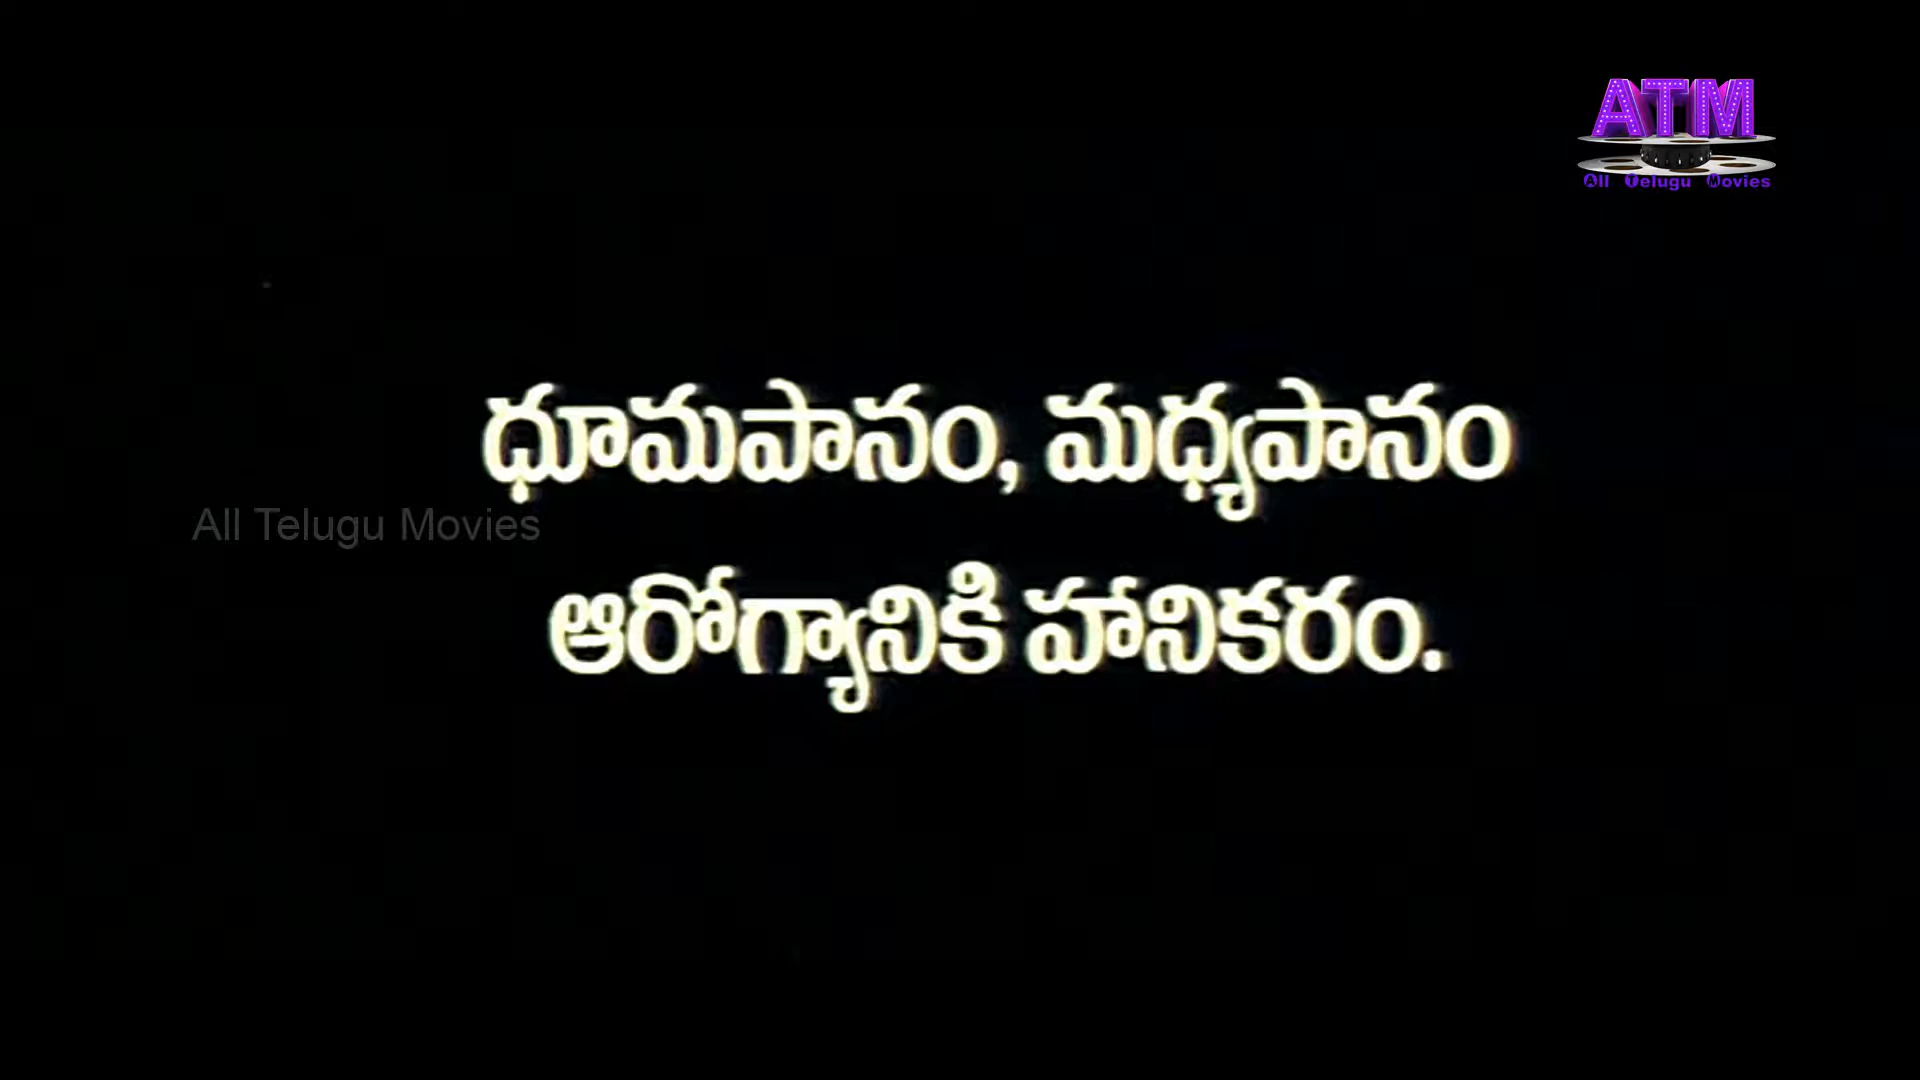 ATM
All Telugu Movies
ధూమపానం, మధ్యపానం
All Telugu Movies
ఆరోగ్యానికి హానికరం.